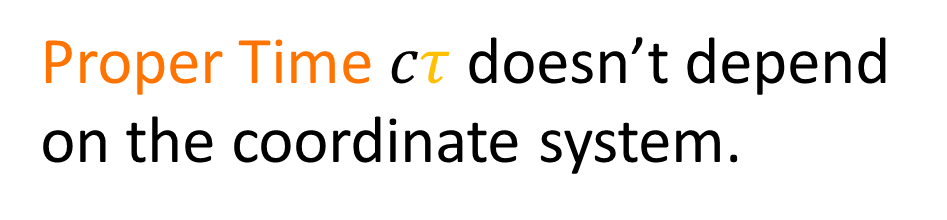 Proper Time 𝑐𝜏 doesn’t depend
on the coordinate system.